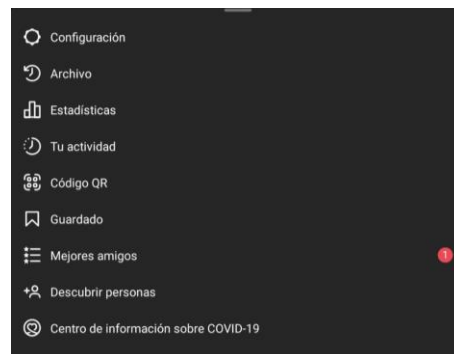 Configuración
Archivo
Estadísticas
Tu actividad
Código QR
Guardado
Mejores amigos 1
Descubrir personas
Centro de información sobre COVID-19